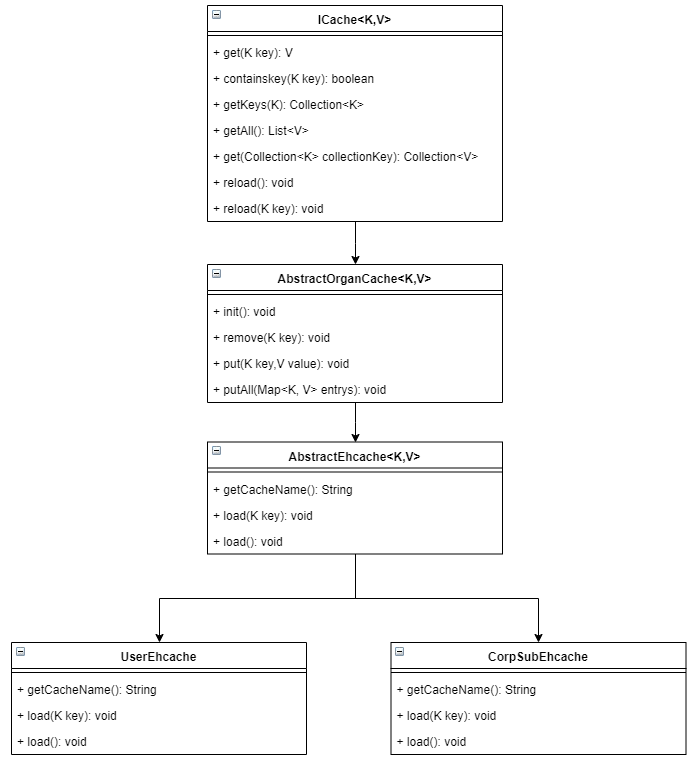 ICache<K,V>
+ get(K key): V
+ containskey(K key): boolean
+ getKeys(K): Collection<K>
+ getAll(): List<V>
+ get(Collection<K> collectionKey): Collection<V>
+ reload(): void
+ reload(K key): void
AbstractOrganCache<K,V>
+ init(): void
+ remove(K key): void
+ put(K key,V value): void
+ putAll(Map<K, V> entrys): void
AbstractEhcache<K,V>
+ getCacheName(): String
+ load(K key): void
+ load(): void
UserEhcache
+ getCacheName(): String
+ load(K key): void
+ load(): void
CorpSubEhcache
+ getCacheName(): String
+ load(K key): void
+ load(): void